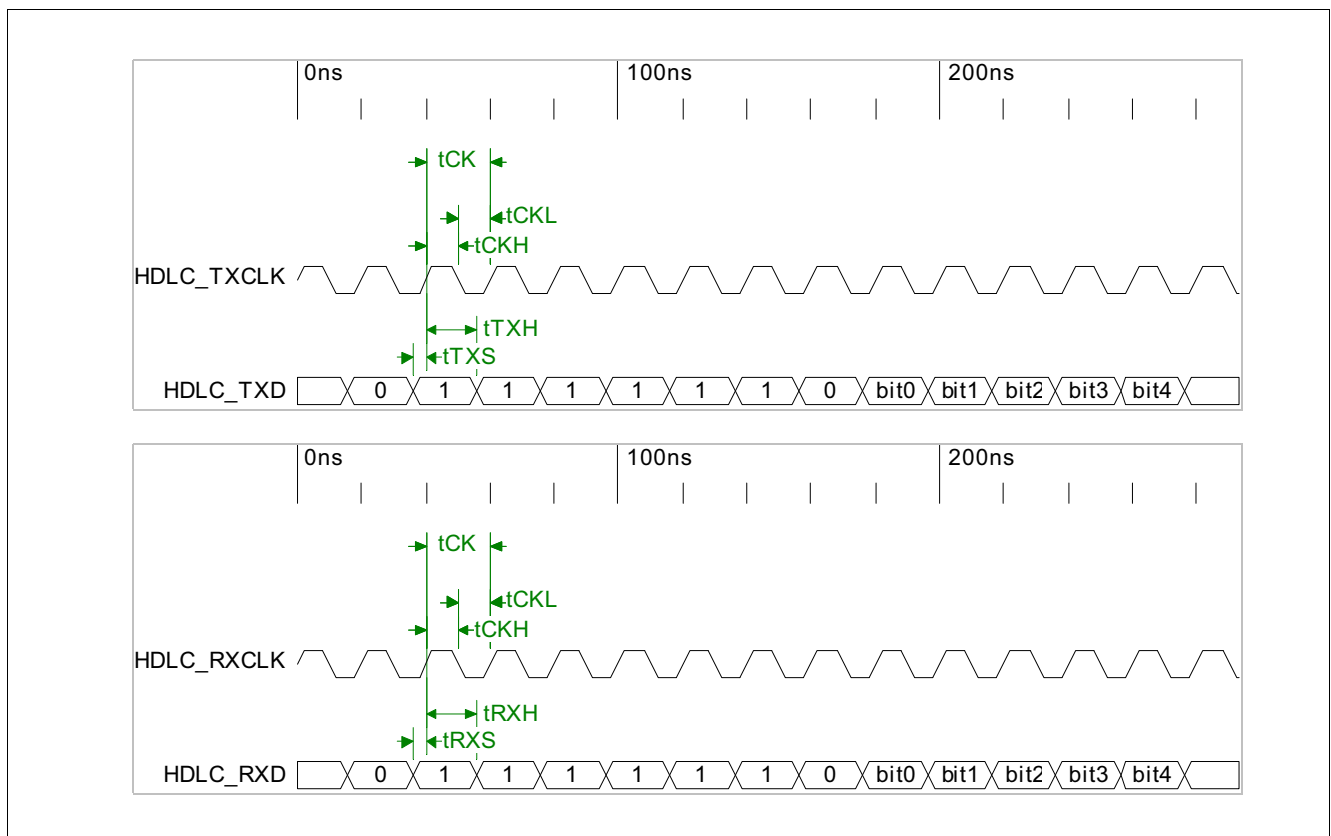 0ns 100ns 200ns
tCK
tCKL
tCKH
HDLC_TXCLK
tTXH
tTXS
HDLC_TXD 0 1 1 1 1 1 1 0 bit0 bit1 bit2 bit3 bit4
0ns 100ns 200ns
tCK
tCKL
tCKH
HDLC_RXCLK
tRXH
tRXS
HDLC_RXD 0 1 1 1 1 1 1 0 bit0 bit1 bit2 bit3 bit4